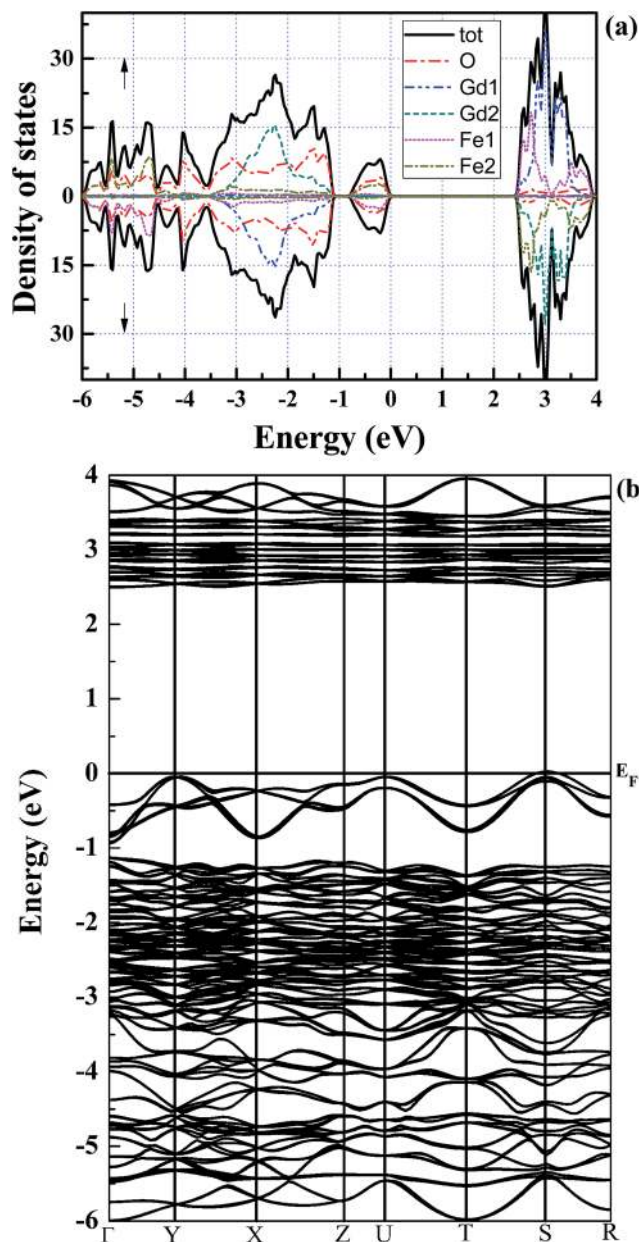 (a)
tot
O
Gd1
Gd2
Fe1
Fe2
30
15
0
15
30
Density of states
-6 -5 -4 -3 -2 -1 0 1 2 3 4
Energy (eV)
(b
4
3
2
1
0
-1
-2
-3
-4
-5
-6
E_F
Energy (eV)
Γ Y X Z U T S R